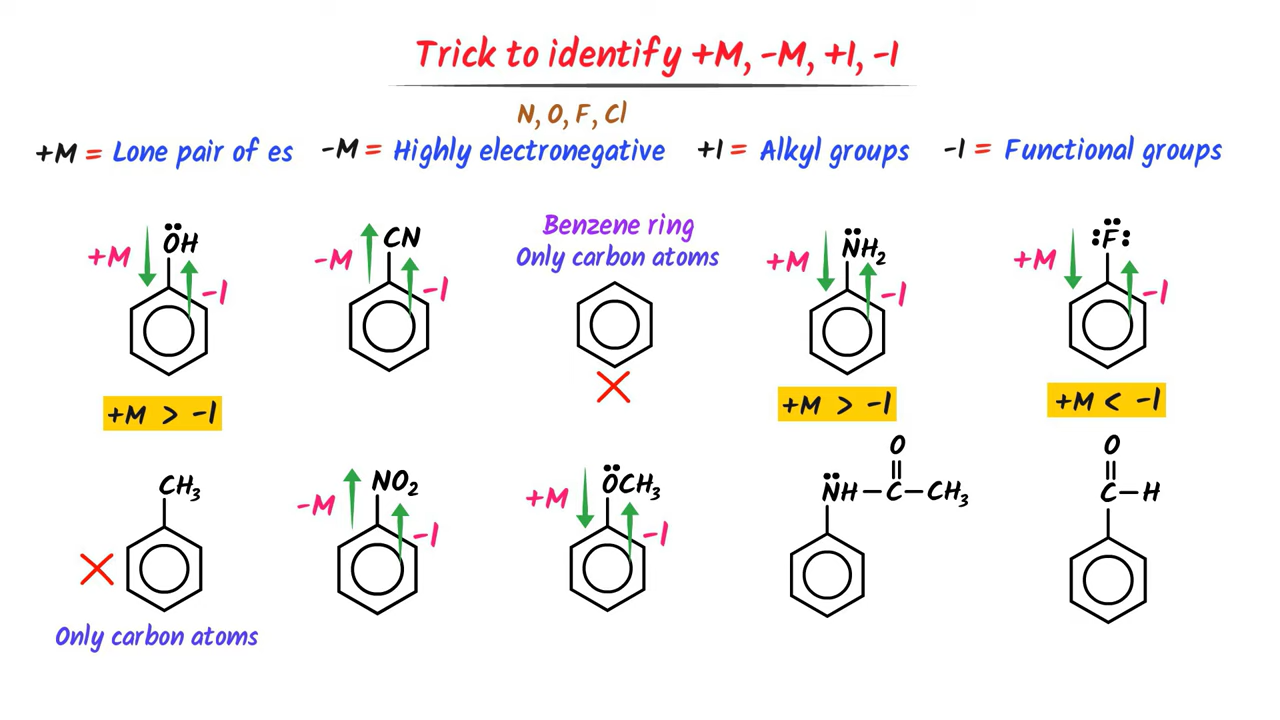 Trick to identify +M, -M, +I, -I
N, O, F, Cl
+M = Lone pair of es
-M = Highly electronegative
+I = Alkyl groups
-I = Functional groups
+M
ÖH
-I
+M > -I
-M
CN
-I
Benzene ring
Only carbon atoms
+M
N̈H₂
-I
+M > -I
+M
:F̈:
-I
+M < -I
CH₃
Only carbon atoms
-M
NO₂
-I
+M
ÖCH₃
-I
O
N̈H-C-CH₃
O
C-H